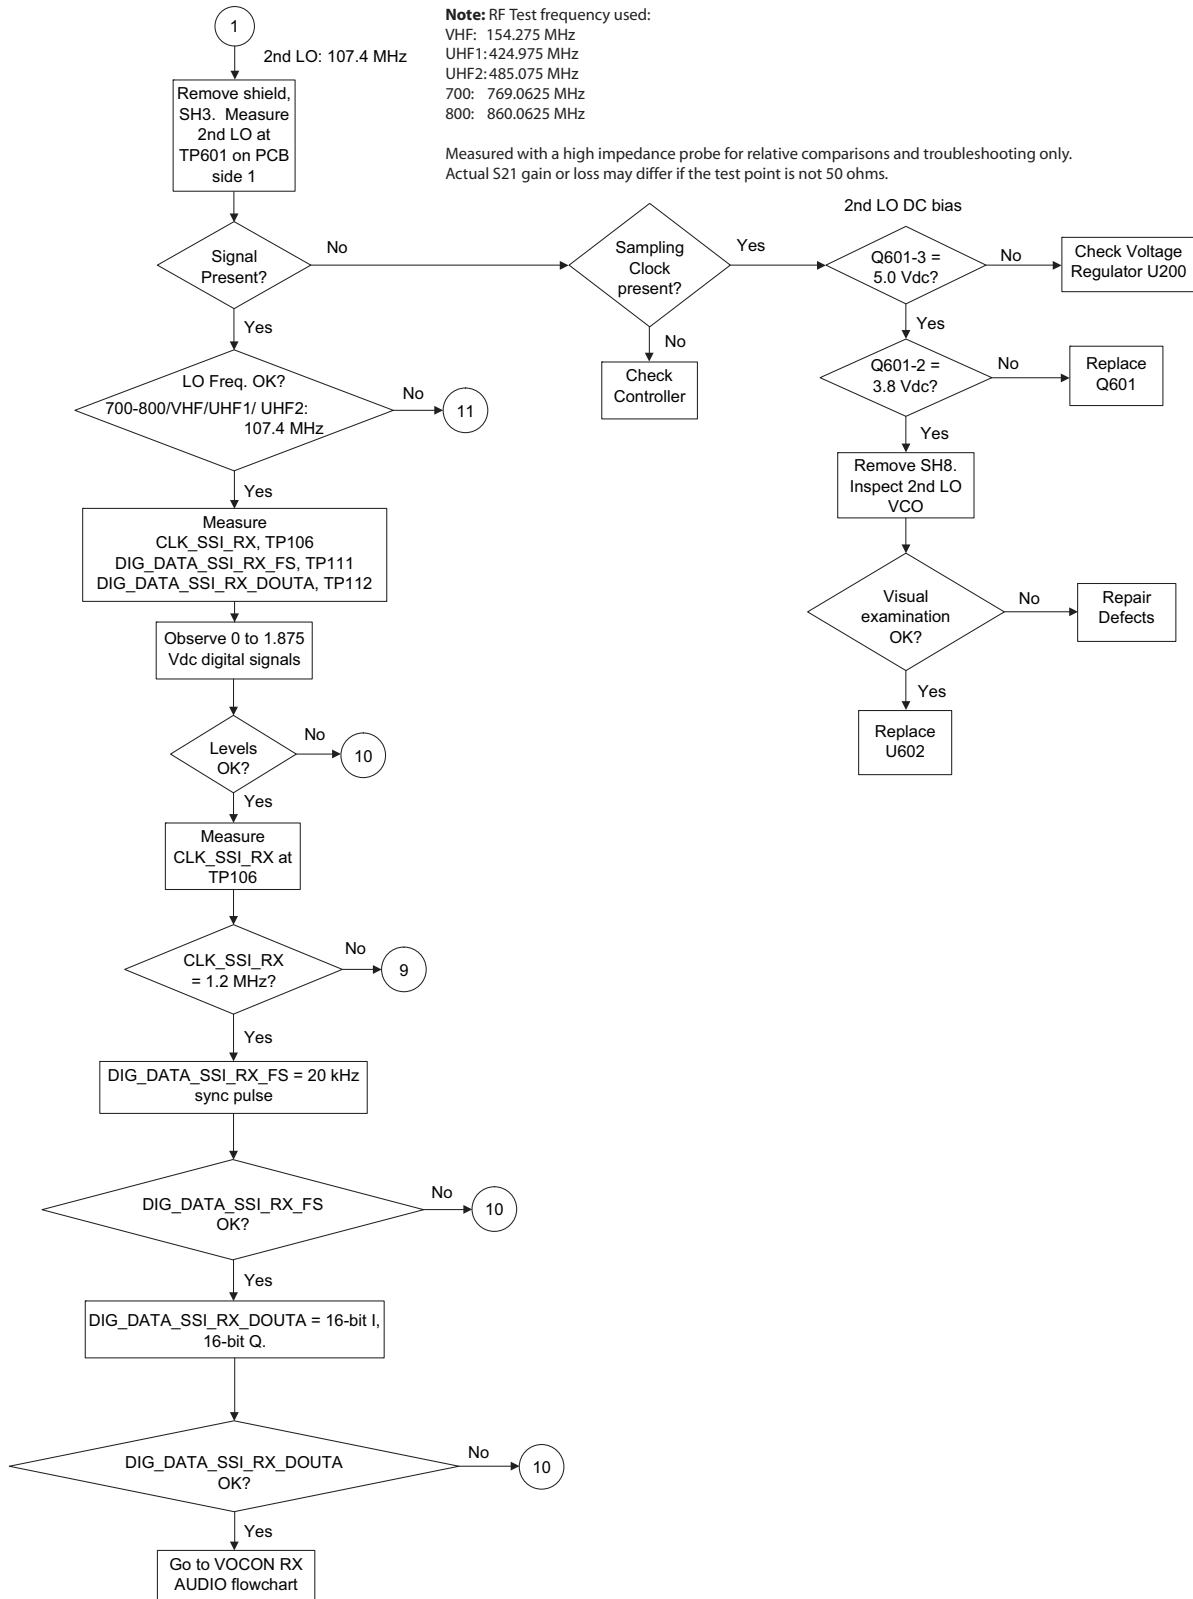 1
2nd LO: 107.4 MHz
Note: RF Test frequency used:
VHF: 154.275 MHz
UHF1: 424.975 MHz
UHF2: 485.075 MHz
700: 769.0625 MHz
800: 860.0625 MHz
Measured with a high impedance probe for relative comparisons and troubleshooting only.
Actual S21 gain or loss may differ if the test point is not 50 ohms.
Remove shield,
SH3. Measure
2nd LO at
TP601 on PCB
side 1
Signal
Present?
No
Yes
Sampling
Clock
present?
Yes
No
Check
Controller
2nd LO DC bias
Q601-3 =
5.0 Vdc?
No
Check Voltage
Regulator U200
Yes
Q601-2 =
3.8 Vdc?
No
Replace
Q601
Yes
Remove SH8.
Inspect 2nd LO
VCO
Visual
examination
OK?
No
Repair
Defects
Yes
Replace
U602
LO Freq. OK?
700-800/VHF/UHF1/ UHF2:
107.4 MHz
No
11
Yes
Measure
CLK_SSI_RX, TP106
DIG_DATA_SSI_RX_FS, TP111
DIG_DATA_SSI_RX_DOUTA, TP112
Observe 0 to 1.875
Vdc digital signals
Levels
OK?
No
10
Yes
Measure
CLK_SSI_RX at
TP106
CLK_SSI_RX
= 1.2 MHz?
No
9
Yes
DIG_DATA_SSI_RX_FS = 20 kHz
sync pulse
DIG_DATA_SSI_RX_FS
OK?
No
10
Yes
DIG_DATA_SSI_RX_DOUTA = 16-bit I,
16-bit Q.
DIG_DATA_SSI_RX_DOUTA
OK?
No
10
Yes
Go to VOCON RX
AUDIO flowchart